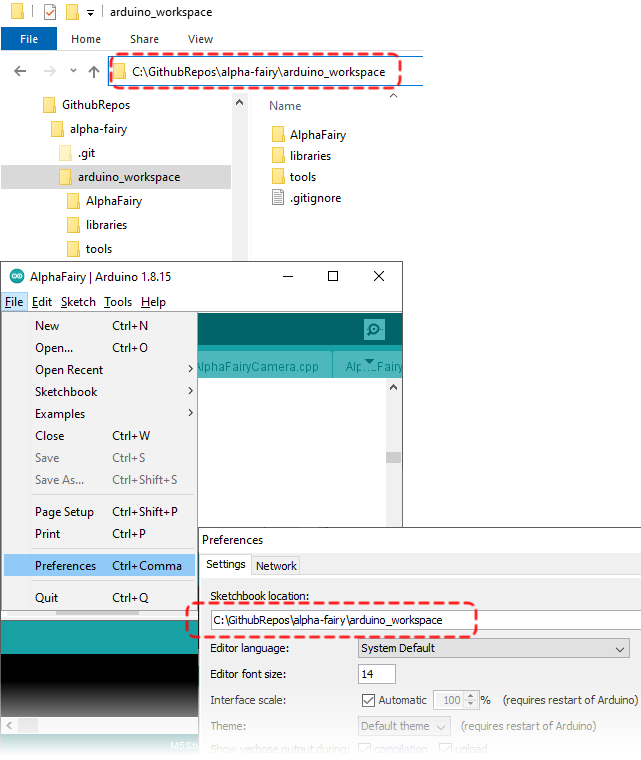 arduino_workspace
File Home Share View
C:\GithubRepos\alpha-fairy\arduino_workspace
GithubRepos
alpha-fairy
.git
arduino_workspace
AlphaFairy
libraries
tools
Name
AlphaFairy
libraries
tools
.gitignore
AlphaFairy | Arduino 1.8.15
File Edit Sketch Tools Help
New Ctrl+N
Open... Ctrl+O
Open Recent
Sketchbook
Examples
Close Ctrl+W
Save Ctrl+S
Save As... Ctrl+Shift+S
Page Setup Ctrl+Shift+P
Print Ctrl+P
Preferences Ctrl+Comma
Quit Ctrl+Q
AlphaFairyCamera.cpp
Preferences
Settings Network
Sketchbook location:
C:\GithubRepos\alpha-fairy\arduino_workspace
Editor language: System Default
Editor font size: 14
Interface scale: Automatic 100 % (requires restart of Arduino)
Theme: Default theme (requires restart of Arduino)
Show verbose output during: compilation upload